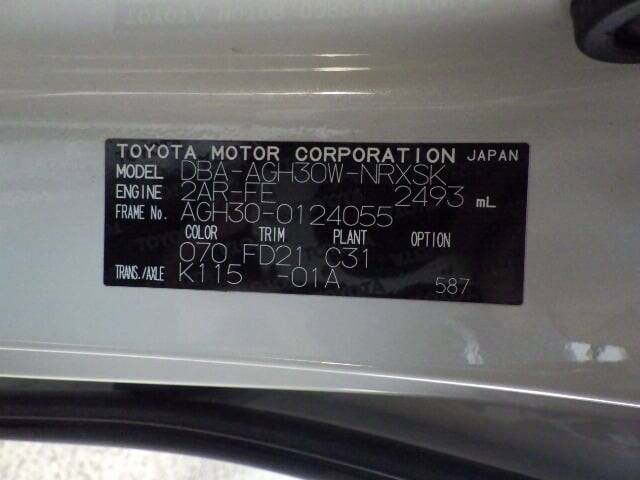 TOYOTA MOTOR CORPORATION JAPAN
MODEL DBA-AGH30W-NRXSK
ENGINE 2AR-FE 2493 mL
FRAME No. AGH30-0124055
COLOR TRIM PLANT OPTION
070 FD21 C31
TRANS./AXLE K115 -01A
587